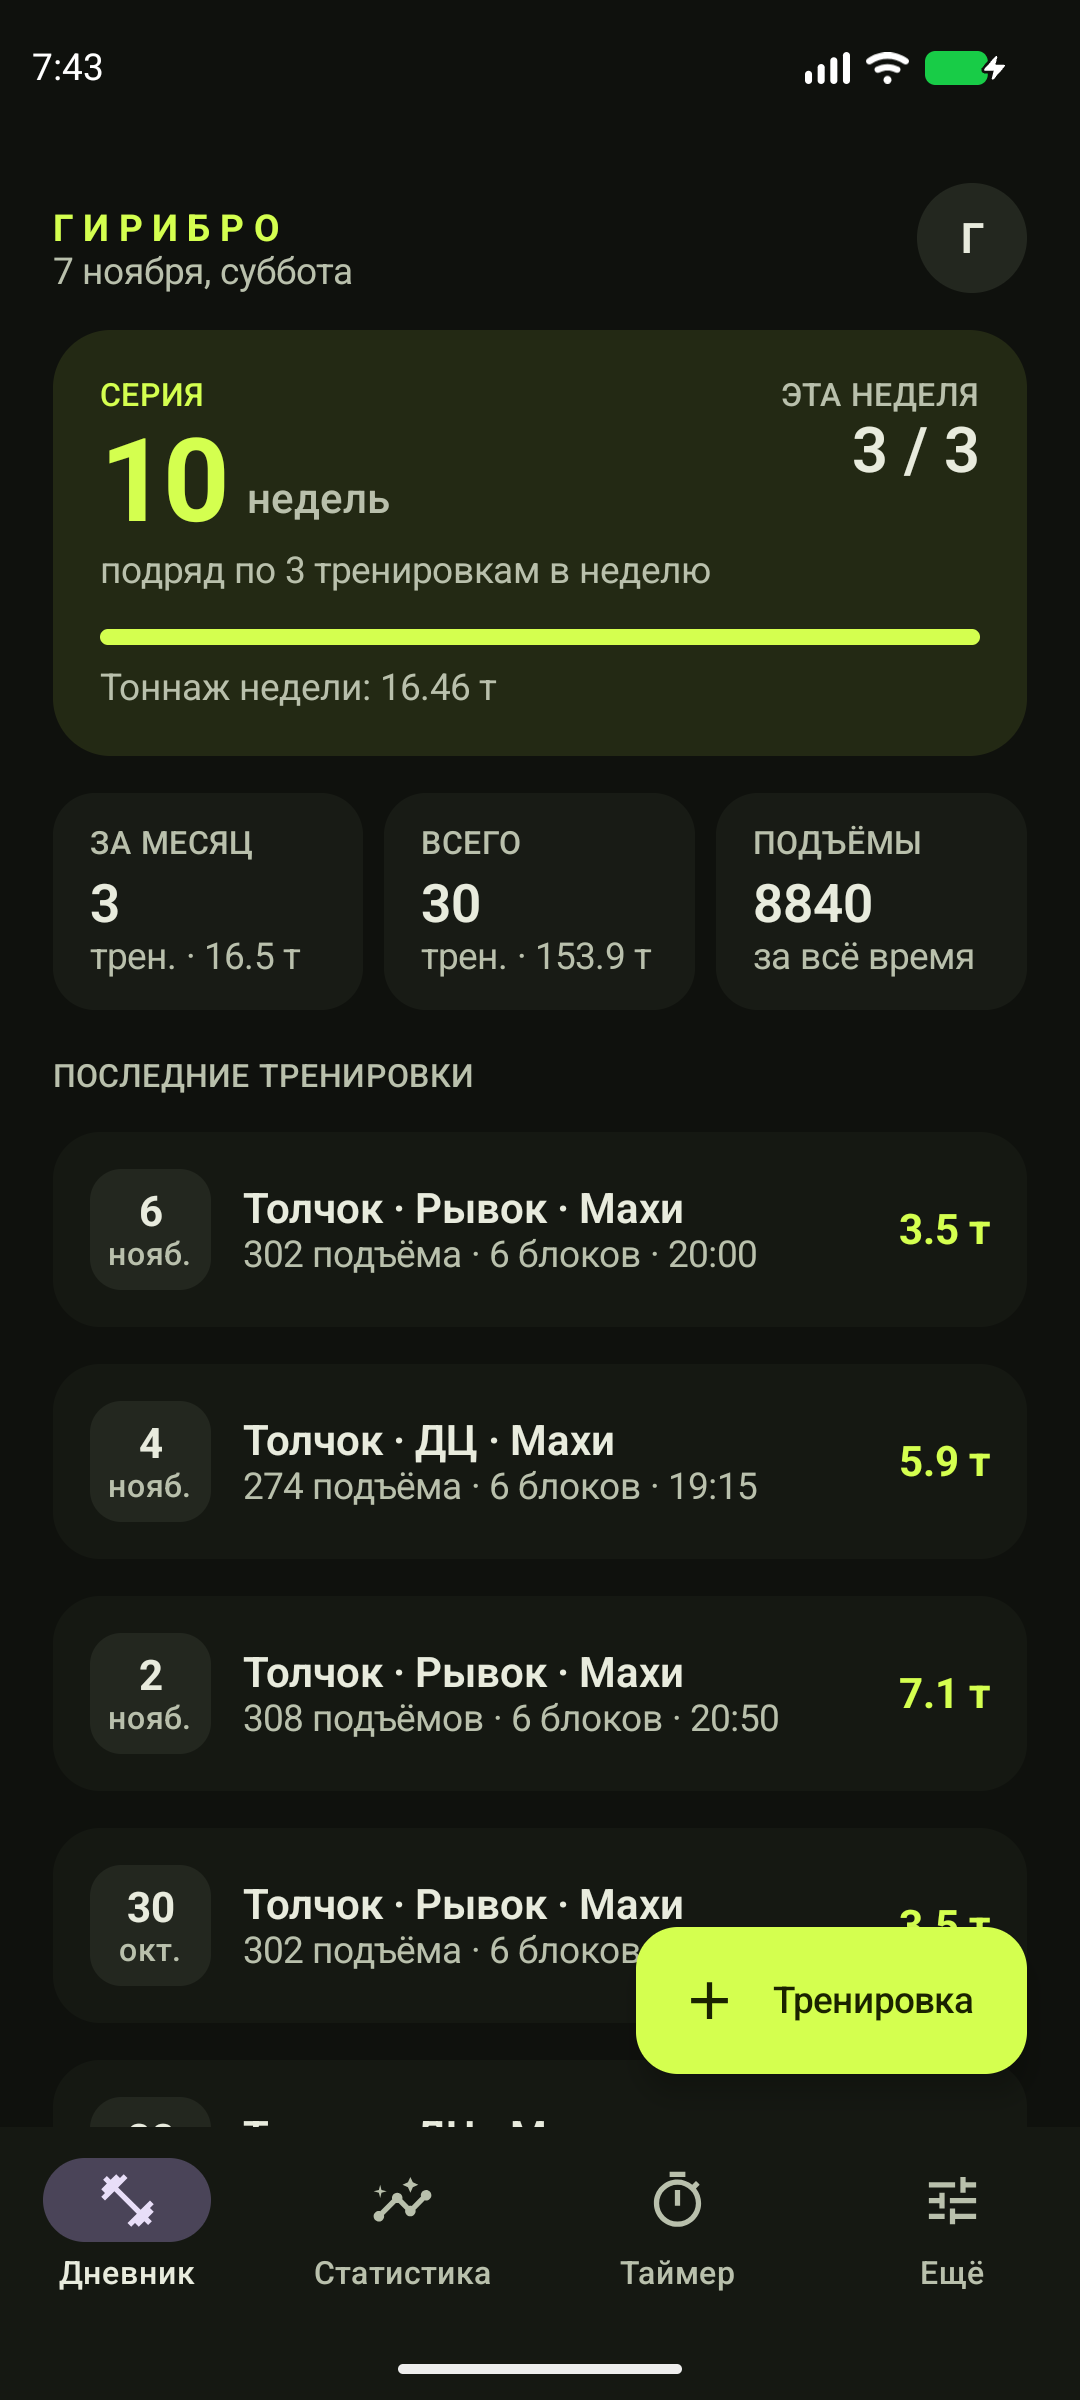 7:43
ГИРИБРО
7 ноября, суббота
Г
СЕРИЯ
ЭТА НЕДЕЛЯ
10 недель
3 / 3
подряд по 3 тренировкам в неделю
Тоннаж недели: 16.46 т
ЗА МЕСЯЦ
3
трен. · 16.5 т
ВСЕГО
30
трен. · 153.9 т
ПОДЪЁМЫ
8840
за всё время
ПОСЛЕДНИЕ ТРЕНИРОВКИ
6 нояб.
Толчок · Рывок · Махи
302 подъёма · 6 блоков · 20:00
3.5 т
4 нояб.
Толчок · ДЦ · Махи
274 подъёма · 6 блоков · 19:15
5.9 т
2 нояб.
Толчок · Рывок · Махи
308 подъёмов · 6 блоков · 20:50
7.1 т
30 окт.
Толчок · Рывок · Махи
302 подъёма · 6 блоков
3.5 т
Тренировка
Дневник
Статистика
Таймер
Ещё